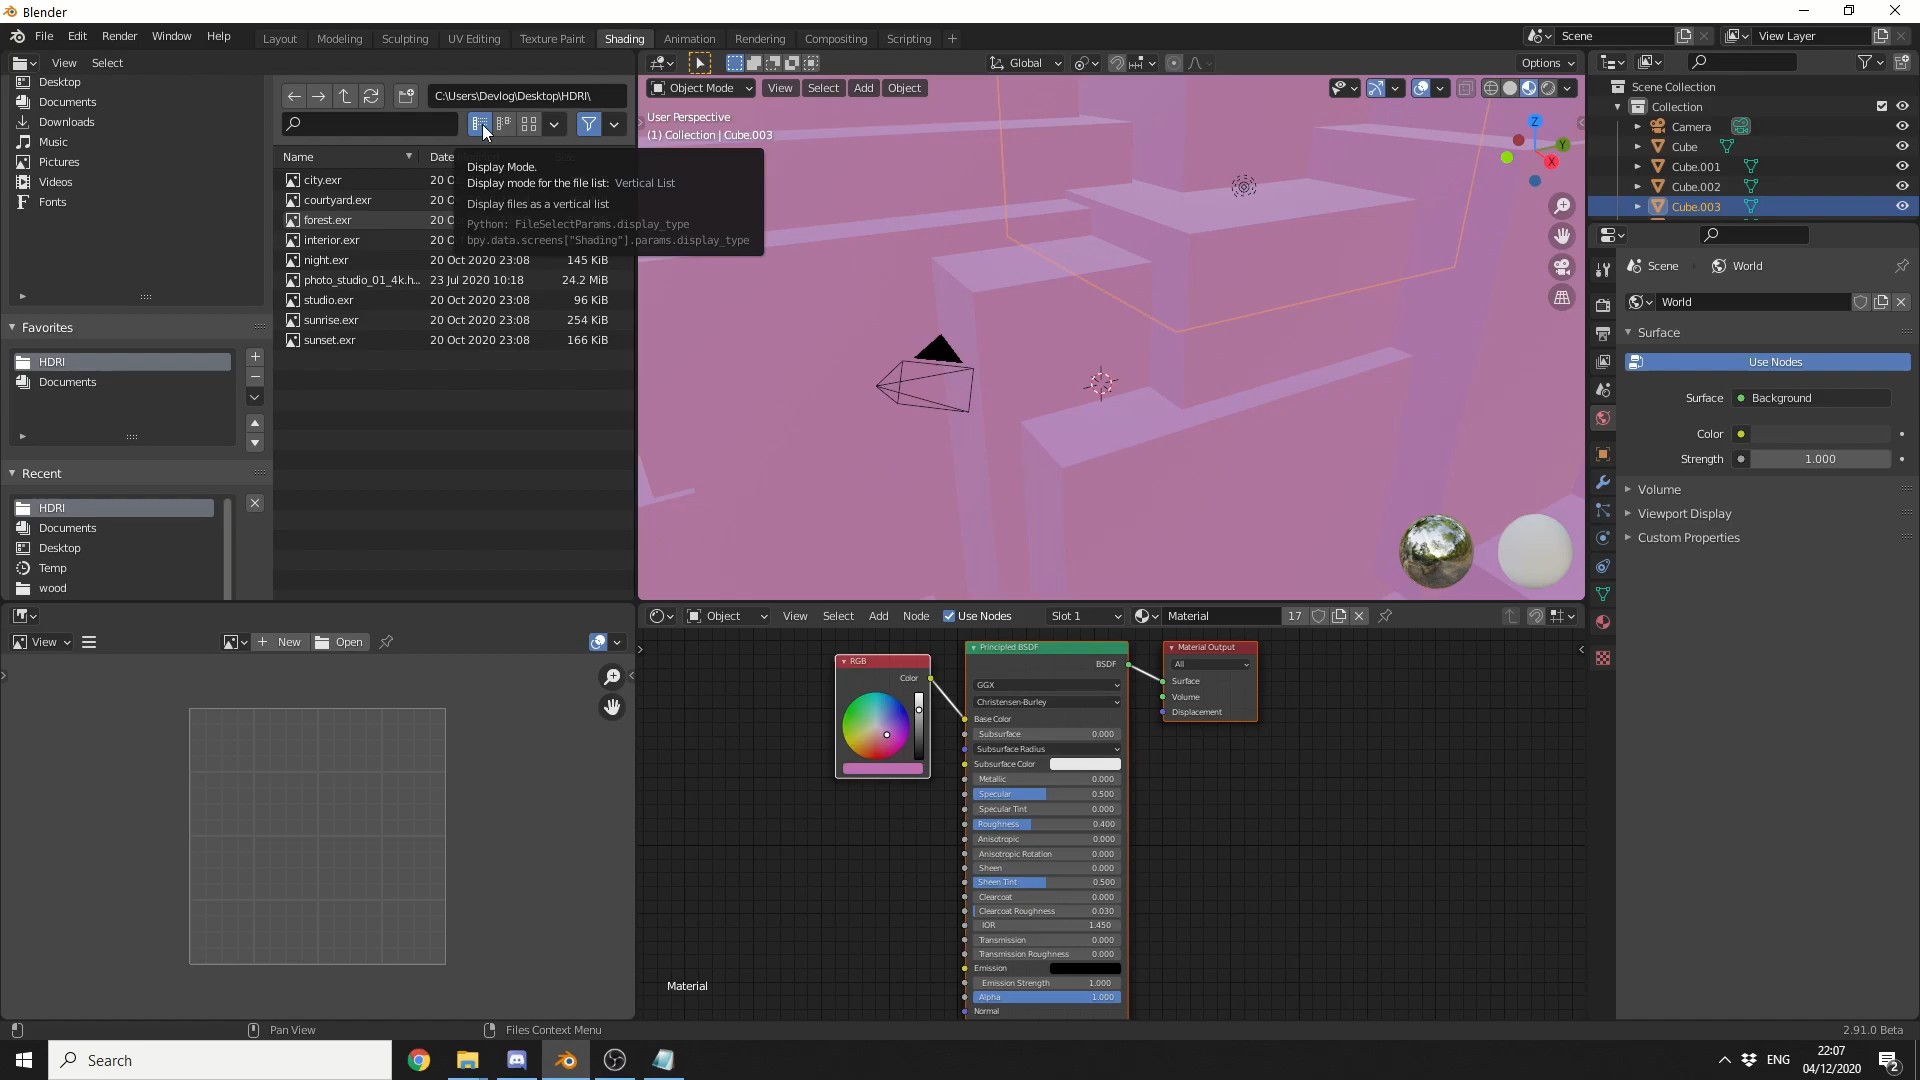 Blender
File Edit Render Window Help
Layout Modeling Sculpting UV Editing Texture Paint Shading Animation Rendering Compositing Scripting +
Scene
View Layer
View Select
Global
Options
Desktop
Documents
Downloads
Music
Pictures
Videos
Fonts
C:\Users\Devlog\Desktop\HDRI\
Name
city.exr
courtyard.exr
forest.exr
interior.exr
night.exr 20 Oct 2020 23:08 145 KiB
photo_studio_01_4k.h... 23 Jul 2020 10:18 24.2 MiB
studio.exr 20 Oct 2020 23:08 96 KiB
sunrise.exr 20 Oct 2020 23:08 254 KiB
sunset.exr 20 Oct 2020 23:08 166 KiB
Display Mode.
Display mode for the file list: Vertical List
Display files as a vertical list
Python: FileSelectParams.display_type
bpy.data.screens["Shading"].params.display_type
Favorites
HDRI
Documents
Recent
HDRI
Documents
Desktop
Temp
wood
Object Mode View Select Add Object
User Perspective
(1) Collection | Cube.003
Z
Y
X
Scene Collection
Collection
Camera
Cube
Cube.001
Cube.002
Cube.003
Scene World
World
Surface
Use Nodes
Surface Background
Color
Strength 1.000
Volume
Viewport Display
Custom Properties
View
New Open
Object View Select Add Node Use Nodes Slot 1 Material 17
RGB
Color
Principled BSDF
BSDF
GGX
Christensen-Burley
Base Color
Subsurface 0.000
Subsurface Radius
Subsurface Color
Metallic 0.000
Specular 0.500
Specular Tint 0.000
Roughness 0.400
Anisotropic 0.000
Anisotropic Rotation 0.000
Sheen 0.000
Sheen Tint 0.500
Clearcoat 0.000
Clearcoat Roughness 0.030
IOR 1.450
Transmission 0.000
Transmission Roughness 0.000
Emission
Emission Strength 1.000
Alpha 1.000
Normal
Material Output
All
Surface
Volume
Displacement
Material
Pan View
Files Context Menu
2.91.0 Beta
Search
ENG
22:07
04/12/2020
2